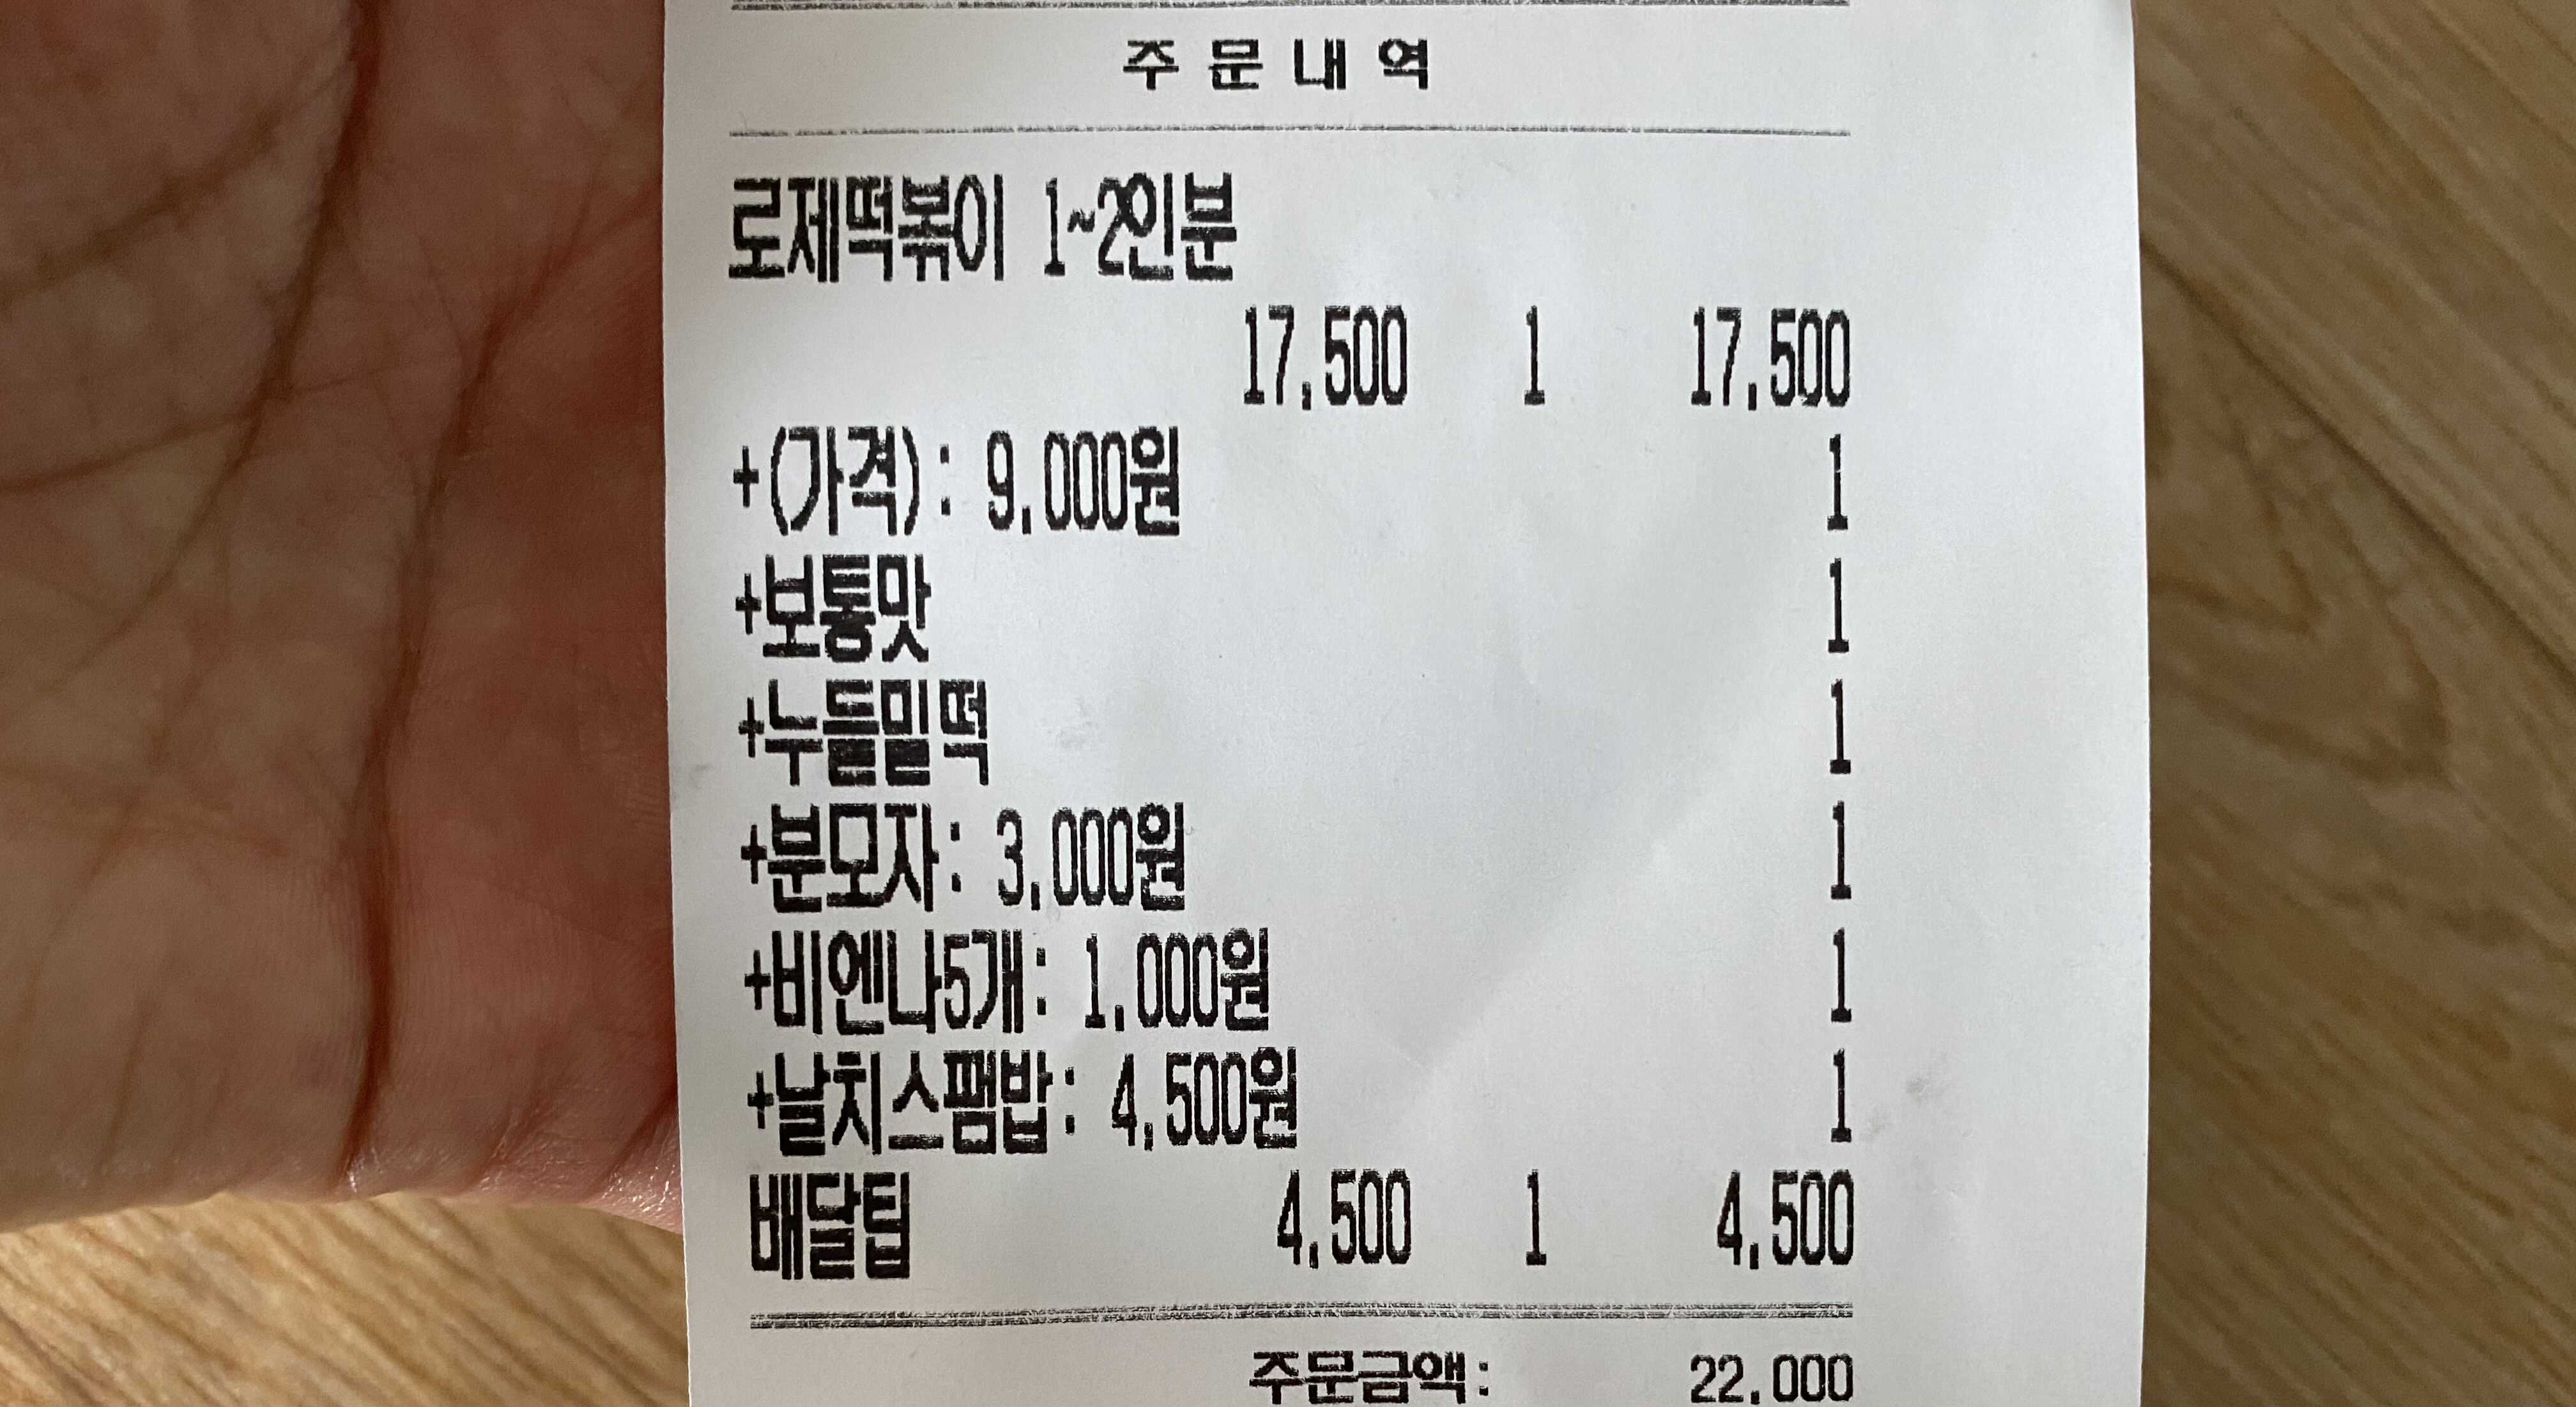 주 문 내 역
로제떡볶이 1~2인분
17,500 1 17,500
+(가격): 9,000원 1
+보통맛 1
+누들밀떡 1
+분모자: 3,000원 1
+비엔나5개: 1,000원 1
+날치스팸밥: 4,500원 1
배달팁 4,500 1 4,500
주문금액: 22,000